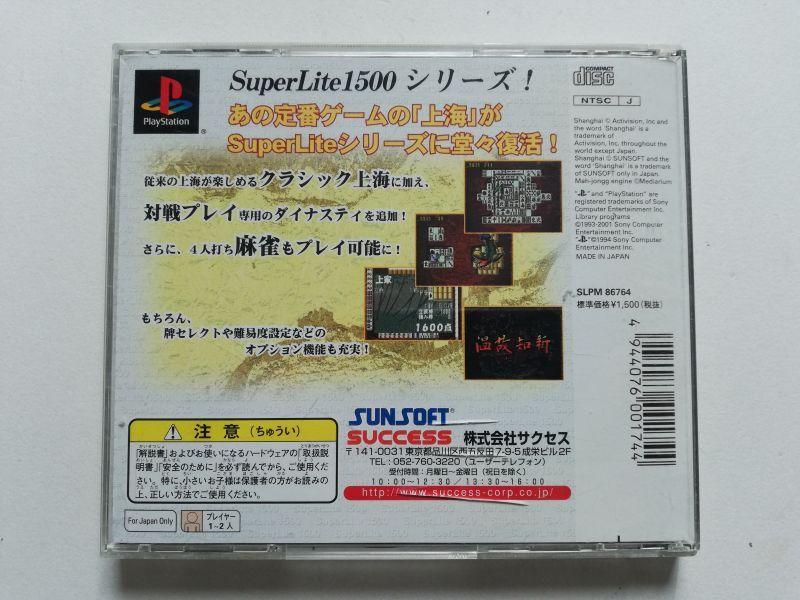 PlayStation
SuperLite1500 シリーズ！
あの定番ゲームの「上海」が
SuperLiteシリーズに堂々復活！
従来の上海が楽しめるクラシック上海に加え、
対戦プレイ専用のダイナスティを追加！
さらに、4人打ち麻雀もプレイ可能に！
もちろん、
牌セレクトや難易度設定などの
オプション機能も充実！
上家
1600点
温故知新
COMPACT
disc
NTSC J
Shanghai © Activision, Inc and
the word 'Shanghai' is a
trademark of
Activision, Inc. throughout the
world except Japan.
Shanghai © SUNSOFT and the
word 'Shanghai' is a trademark
of SUNSOFT only in Japan.
Mah-jongg engine ©Mediarium
" " and "PlayStation" are
registered trademarks of Sony
Computer Entertainment Inc.
Library programs
©1993-2001 Sony Computer
Entertainment Inc.
" "©1994 Sony Computer
Entertainment Inc.
MADE IN JAPAN
SLPM 86764
標準価格¥1,500(税抜)
4 944076 001744
注意（ちゅうい）
「解説書」およびお使いになるハードウェアの「取扱説
明書」「安全のために」を必ず読んでから、ご使用くだ
さい。特に、小さいお子様は保護者の方がお読みの
上、正しい方法でご使用ください。
For Japan Only
プレイヤー
1~2人
SUNSOFT
SUCCESS 株式会社サクセス
〒141-0031東京都品川区西五反田7-9-5成栄ビル2F
TEL：052-760-3220（ユーザーテレフォン）
受付時間：月曜日～金曜日（祝日を除く）
10:00～12:30 / 13:30～16:00
http://www.success-corp.co.jp/